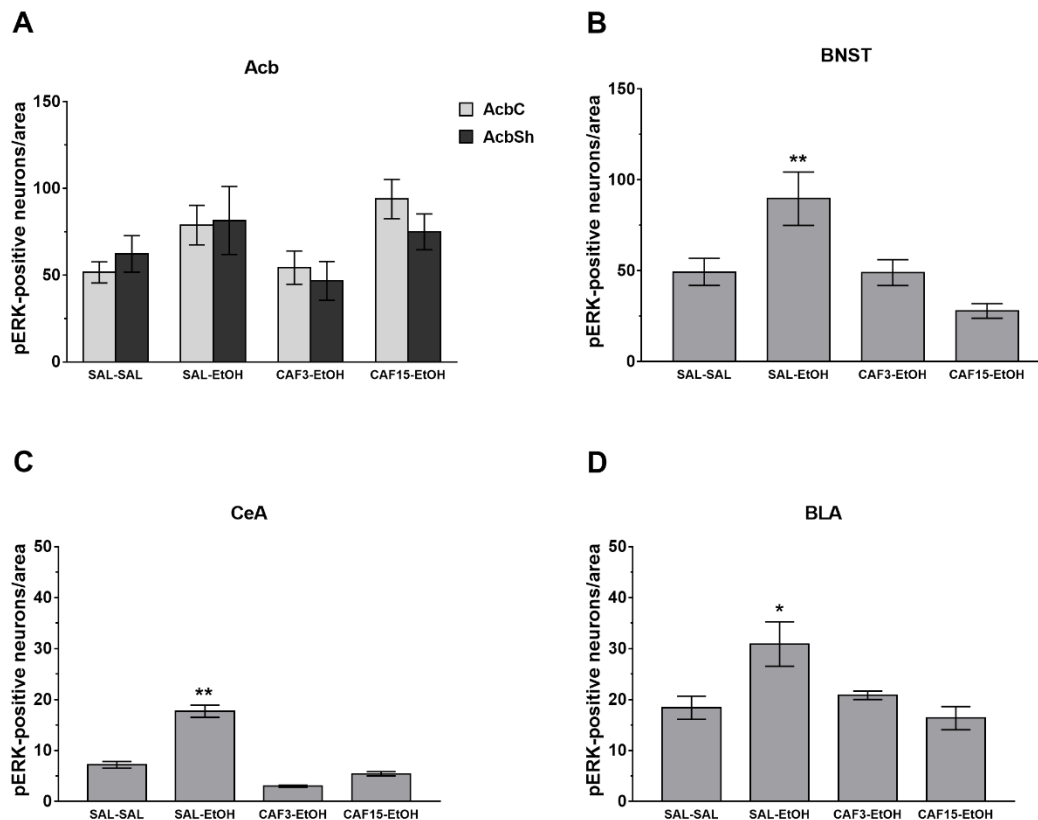 A
Acb
pERK-positive neurons/area
150
100
50
0
AcbC
AcbSh
SAL-SAL SAL-EtOH CAF3-EtOH CAF15-EtOH
B
BNST
pERK-positive neurons/area
150
100
50
0
**
SAL-SAL SAL-EtOH CAF3-EtOH CAF15-EtOH
C
CeA
pERK-positive neurons/area
50
40
30
20
10
0
**
SAL-SAL SAL-EtOH CAF3-EtOH CAF15-EtOH
D
BLA
pERK-positive neurons/area
50
40
30
20
10
0
*
SAL-SAL SAL-EtOH CAF3-EtOH CAF15-EtOH